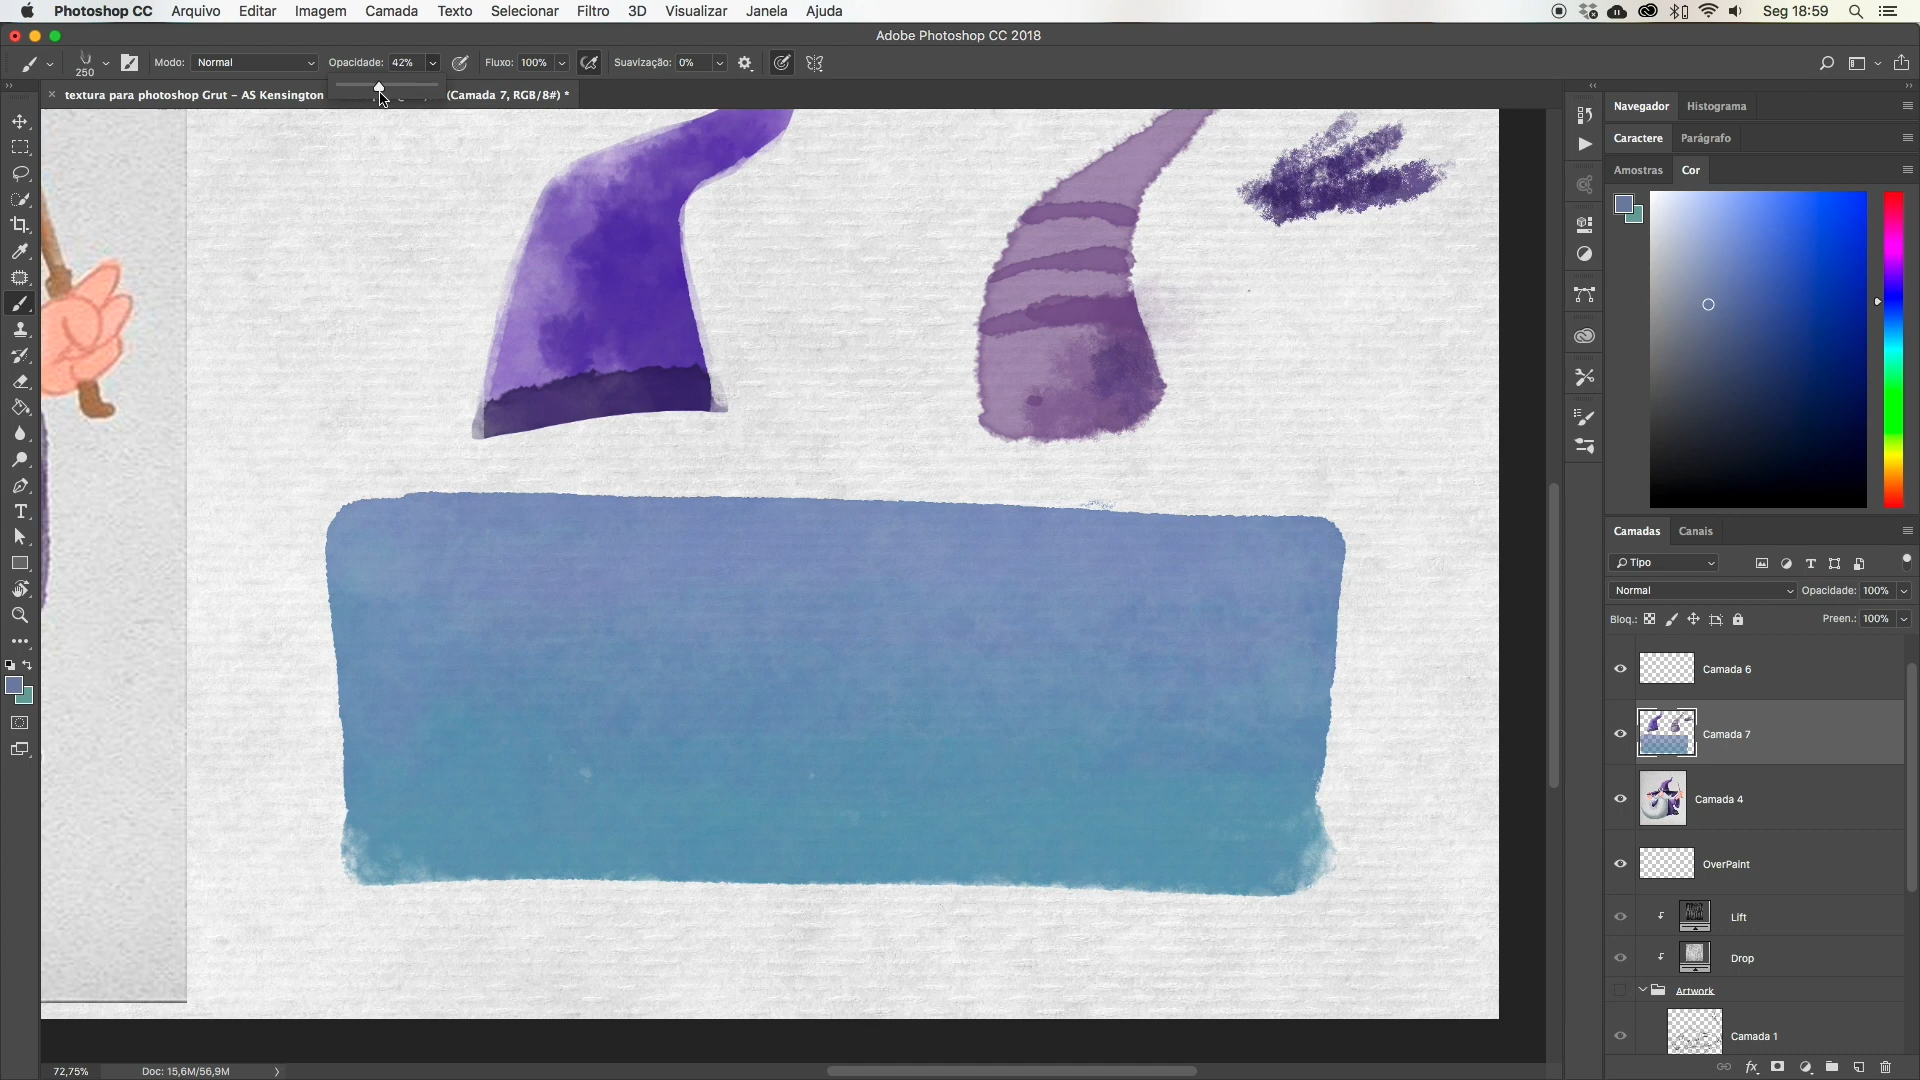 Photoshop CC Arquivo Editar Imagem Camada Texto Selecionar Filtro 3D Visualizar Janela Ajuda Seg 18:59
Adobe Photoshop CC 2018
250 Modo: Normal Opacidade: 42% Fluxo: 100% Suavização: 0%
textura para photoshop Grut – AS Kensington (Camada 7, RGB/8#) *
Navegador Histograma
Caractere Parágrafo
Amostras Cor
Camadas Canais
Tipo
Normal Opacidade: 100%
Bloq.: Preen.: 100%
Camada 6
Camada 7
Camada 4
OverPaint
Lift
Drop
Artwork
Camada 1
72,75% Doc: 15,6M/56,9M